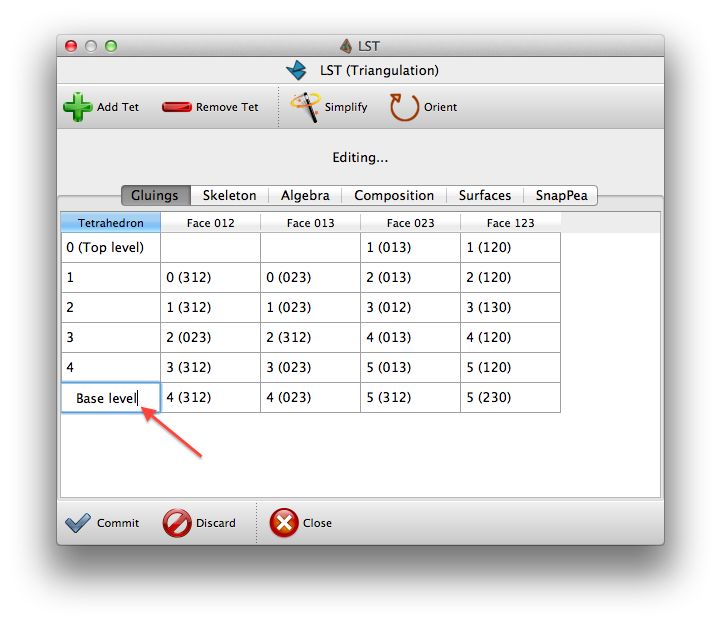 LST
LST (Triangulation)
Add Tet Remove Tet Simplify Orient
Editing...
Gluings Skeleton Algebra Composition Surfaces SnapPea
Tetrahedron Face 012 Face 013 Face 023 Face 123
0 (Top level) 1 (013) 1 (120)
1 0 (312) 0 (023) 2 (013) 2 (120)
2 1 (312) 1 (023) 3 (012) 3 (130)
3 2 (023) 2 (312) 4 (013) 4 (120)
4 3 (312) 3 (023) 5 (013) 5 (120)
Base level 4 (312) 4 (023) 5 (312) 5 (230)
Commit Discard Close